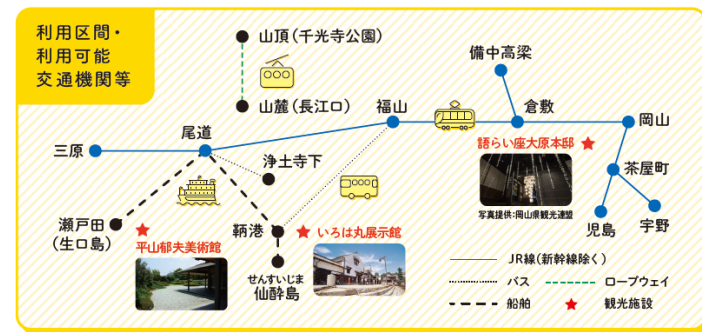 利用区間・
利用可能
交通機関等
山頂（千光寺公園）
山麓（長江口）
備中高梁
福山
倉敷
岡山
尾道
三原
浄土寺下
語らい座大原本邸
写真提供：岡山県観光連盟
茶屋町
児島
宇野
瀬戸田
（生口島）
平山郁夫美術館
鞆港
いろは丸展示館
せんすいじま
仙酔島
JR線（新幹線除く）
バス
ロープウェイ
船舶
観光施設